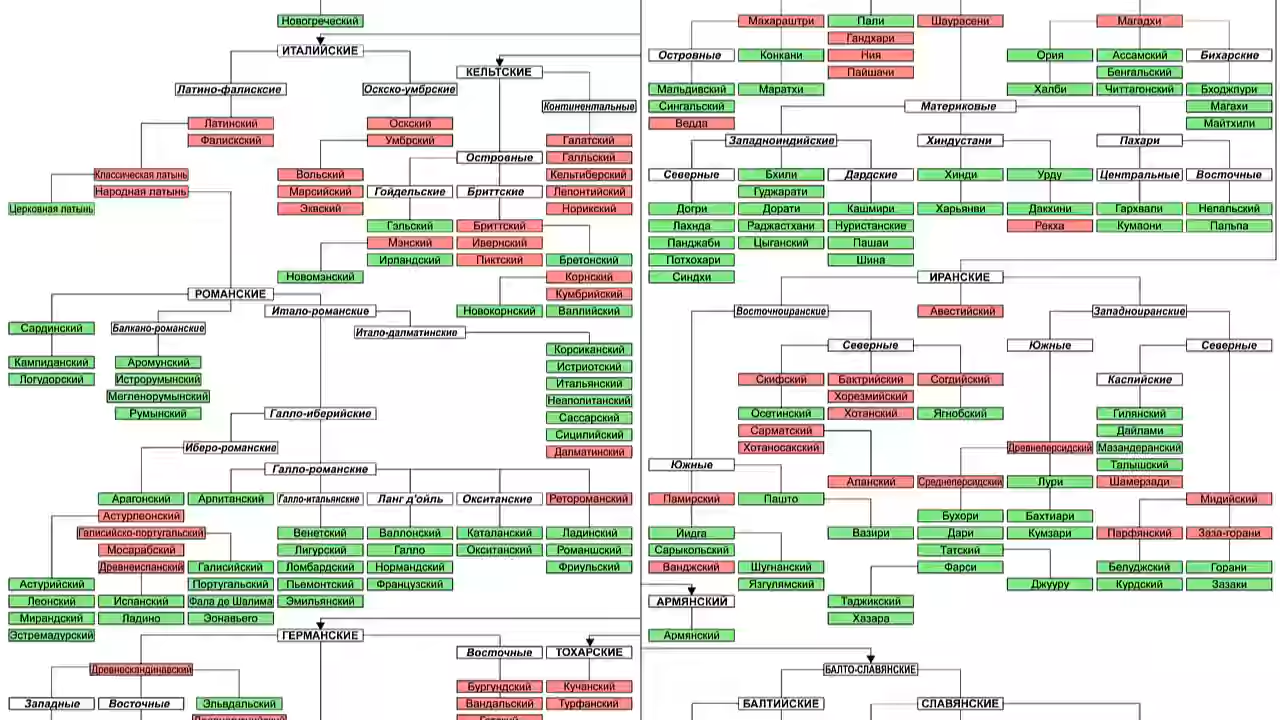 Новогреческий
ИТАЛИЙСКИЕ
КЕЛЬТСКИЕ
Латино-фалисксие
Оскско-умбрские
Континентальные
Латинский
Фалискский
Оскский
Умбрский
Галатский
Галльский
Кельтиберский
Лепонтийский
Норикский
Островные
Классическая латынь
Народная латынь
Церковная латынь
Вольский
Марсийский
Эквский
Гойдельские
Бриттские
Гэльский
Мэнский
Ирландский
Бриттский
Ивернский
Пиктский
Новомэнский
Бретонский
Корнский
Кумбрийский
Валлийский
Новокорнский
РОМАНСКИЕ
Итало-романские
Сардинский
Балкано-романские
Итало-далматинские
Кампиданский
Логудорский
Аромунский
Истрорумынский
Мегленорумынский
Румынский
Корсиканский
Истриотский
Итальянский
Неаполитанский
Сассарский
Сицилийский
Далматинский
Галло-иберийские
Иберо-романские
Галло-романские
Арагонский
Астурлеонский
Галисийско-португальский
Мосарабский
Древнеиспанский
Арпитанский
Галло-итальянские
Ланг д'ойль
Окситанские
Ретороманский
Венетский
Лигурский
Ломбардский
Пьемонтский
Эмильянский
Валлонский
Галло
Нормандский
Французский
Каталанский
Окситанский
Ладинский
Романшский
Фриульский
Астурийский
Леонский
Мирандский
Эстремадурский
Испанский
Ладино
Галисийский
Португальский
Фала де Шалима
Эонавьего
ГЕРМАНСКИЕ
Восточные
ТОХАРСКИЕ
Древнескандинавский
Бургундский
Вандальский
Готский
Кучанский
Турфанский
Западные
Восточные
Эльвдальский
Махараштри
Пали
Гандхари
Ния
Пайшачи
Шаурасени
Магадхи
Островные
Конкани
Маратхи
Ория
Халби
Ассамский
Бенгальский
Читтагонский
Бихарские
Мальдивский
Сингальский
Ведда
Бходжпури
Магахи
Майтхили
Материковые
Западноиндийские
Хиндустани
Пахари
Северные
Бхили
Гуджарати
Дорати
Раджастхани
Цыганский
Дардские
Хинди
Урду
Центральные
Восточные
Догри
Лахнда
Панджаби
Потхохари
Синдхи
Кашмири
Нуристанские
Пашаи
Шина
Харьянви
Дакхини
Рекха
Гархвали
Кумаони
Непальский
Пальпа
ИРАНСКИЕ
Восточноиранские
Авестийский
Западноиранские
Северные
Южные
Северные
Скифский
Бактрийский
Хорезмийский
Хотанский
Согдийский
Каспийские
Осетинский
Сарматский
Хотаносакский
Ягнобский
Гилянский
Дайлами
Мазандеранский
Талышский
Шамерзади
Древнеперсидский
Южные
Аланский
Среднеперсидский
Лури
Памирский
Пашто
Мидийский
Бухори
Дари
Татский
Фарси
Бахтиари
Кумзари
Йидга
Сарыкольский
Ванджский
Вазири
Парфянский
Заза-горани
Шугнанский
Язгулямский
Джууру
Белуджский
Курдский
Горани
Зазаки
АРМЯНСКИЙ
Таджикский
Хазара
Армянский
БАЛТО-СЛАВЯНСКИЕ
БАЛТИЙСКИЕ
СЛАВЯНСКИЕ